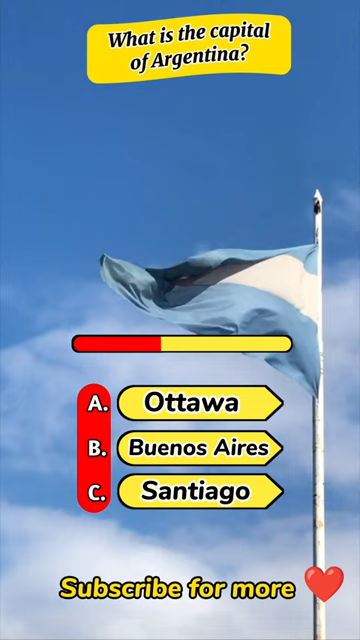 What is the capital
of Argentina?
A. Ottawa
B. Buenos Aires
C. Santiago
Subscribe for more ❤️